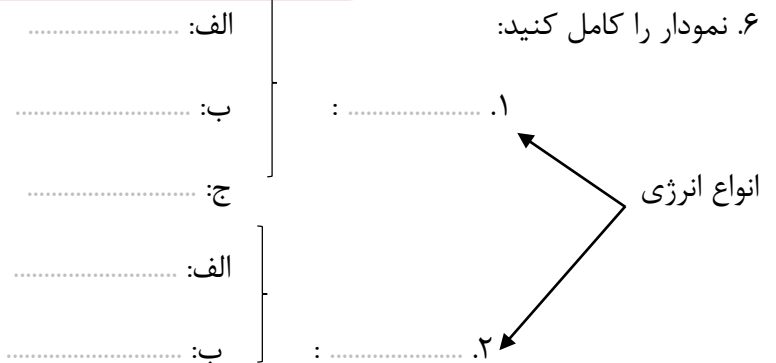 ۶. نمودار را کامل کنید:
انواع انرژی
۱. ...................... :
الف: .........................
ب: .............................
ج: ............................
۲. ...................... :
الف: ...........................
ب: .............................